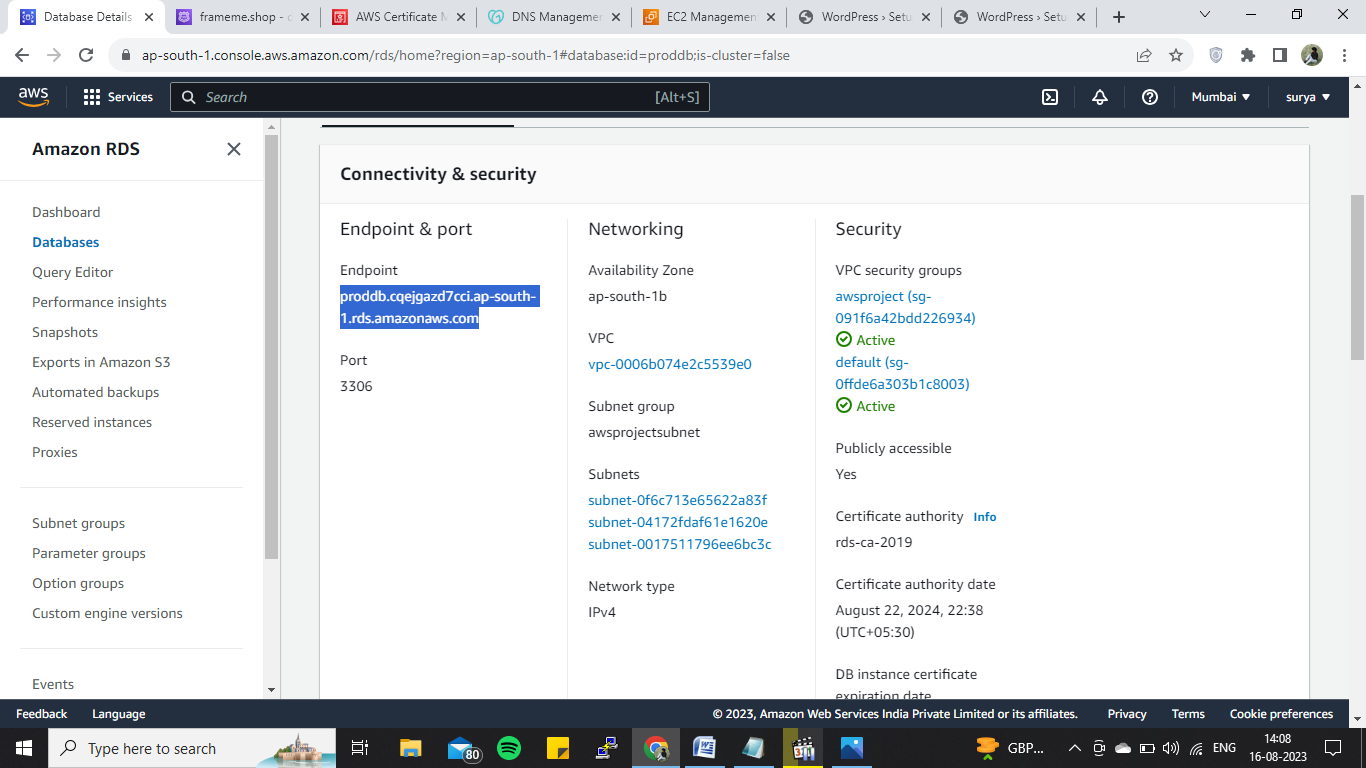 Database Details
frameme.shop - c
AWS Certificate M
DNS Managemen
EC2 Managemen
WordPress › Setu
WordPress › Setu
ap-south-1.console.aws.amazon.com/rds/home?region=ap-south-1#database:id=proddb;is-cluster=false
aws
Services
Search
[Alt+S]
Mumbai
surya
Amazon RDS
Dashboard
Databases
Query Editor
Performance insights
Snapshots
Exports in Amazon S3
Automated backups
Reserved instances
Proxies
Subnet groups
Parameter groups
Option groups
Custom engine versions
Events
Connectivity & security
Endpoint & port
Endpoint
proddb.cqejgazd7cci.ap-south-
1.rds.amazonaws.com
Port
3306
Networking
Availability Zone
ap-south-1b
VPC
vpc-0006b074e2c5539e0
Subnet group
awsprojectsubnet
Subnets
subnet-0f6c713e65622a83f
subnet-04172fdaf61e1620e
subnet-0017511796ee6bc3c
Network type
IPv4
Security
VPC security groups
awsproject (sg-
091f6a42bdd226934)
Active
default (sg-
0ffde6a303b1c8003)
Active
Publicly accessible
Yes
Certificate authority Info
rds-ca-2019
Certificate authority date
August 22, 2024, 22:38
(UTC+05:30)
DB instance certificate
expiration date
Feedback
Language
© 2023, Amazon Web Services India Private Limited or its affiliates.
Privacy
Terms
Cookie preferences
Type here to search
80
GBP...
ENG
14:08
16-08-2023